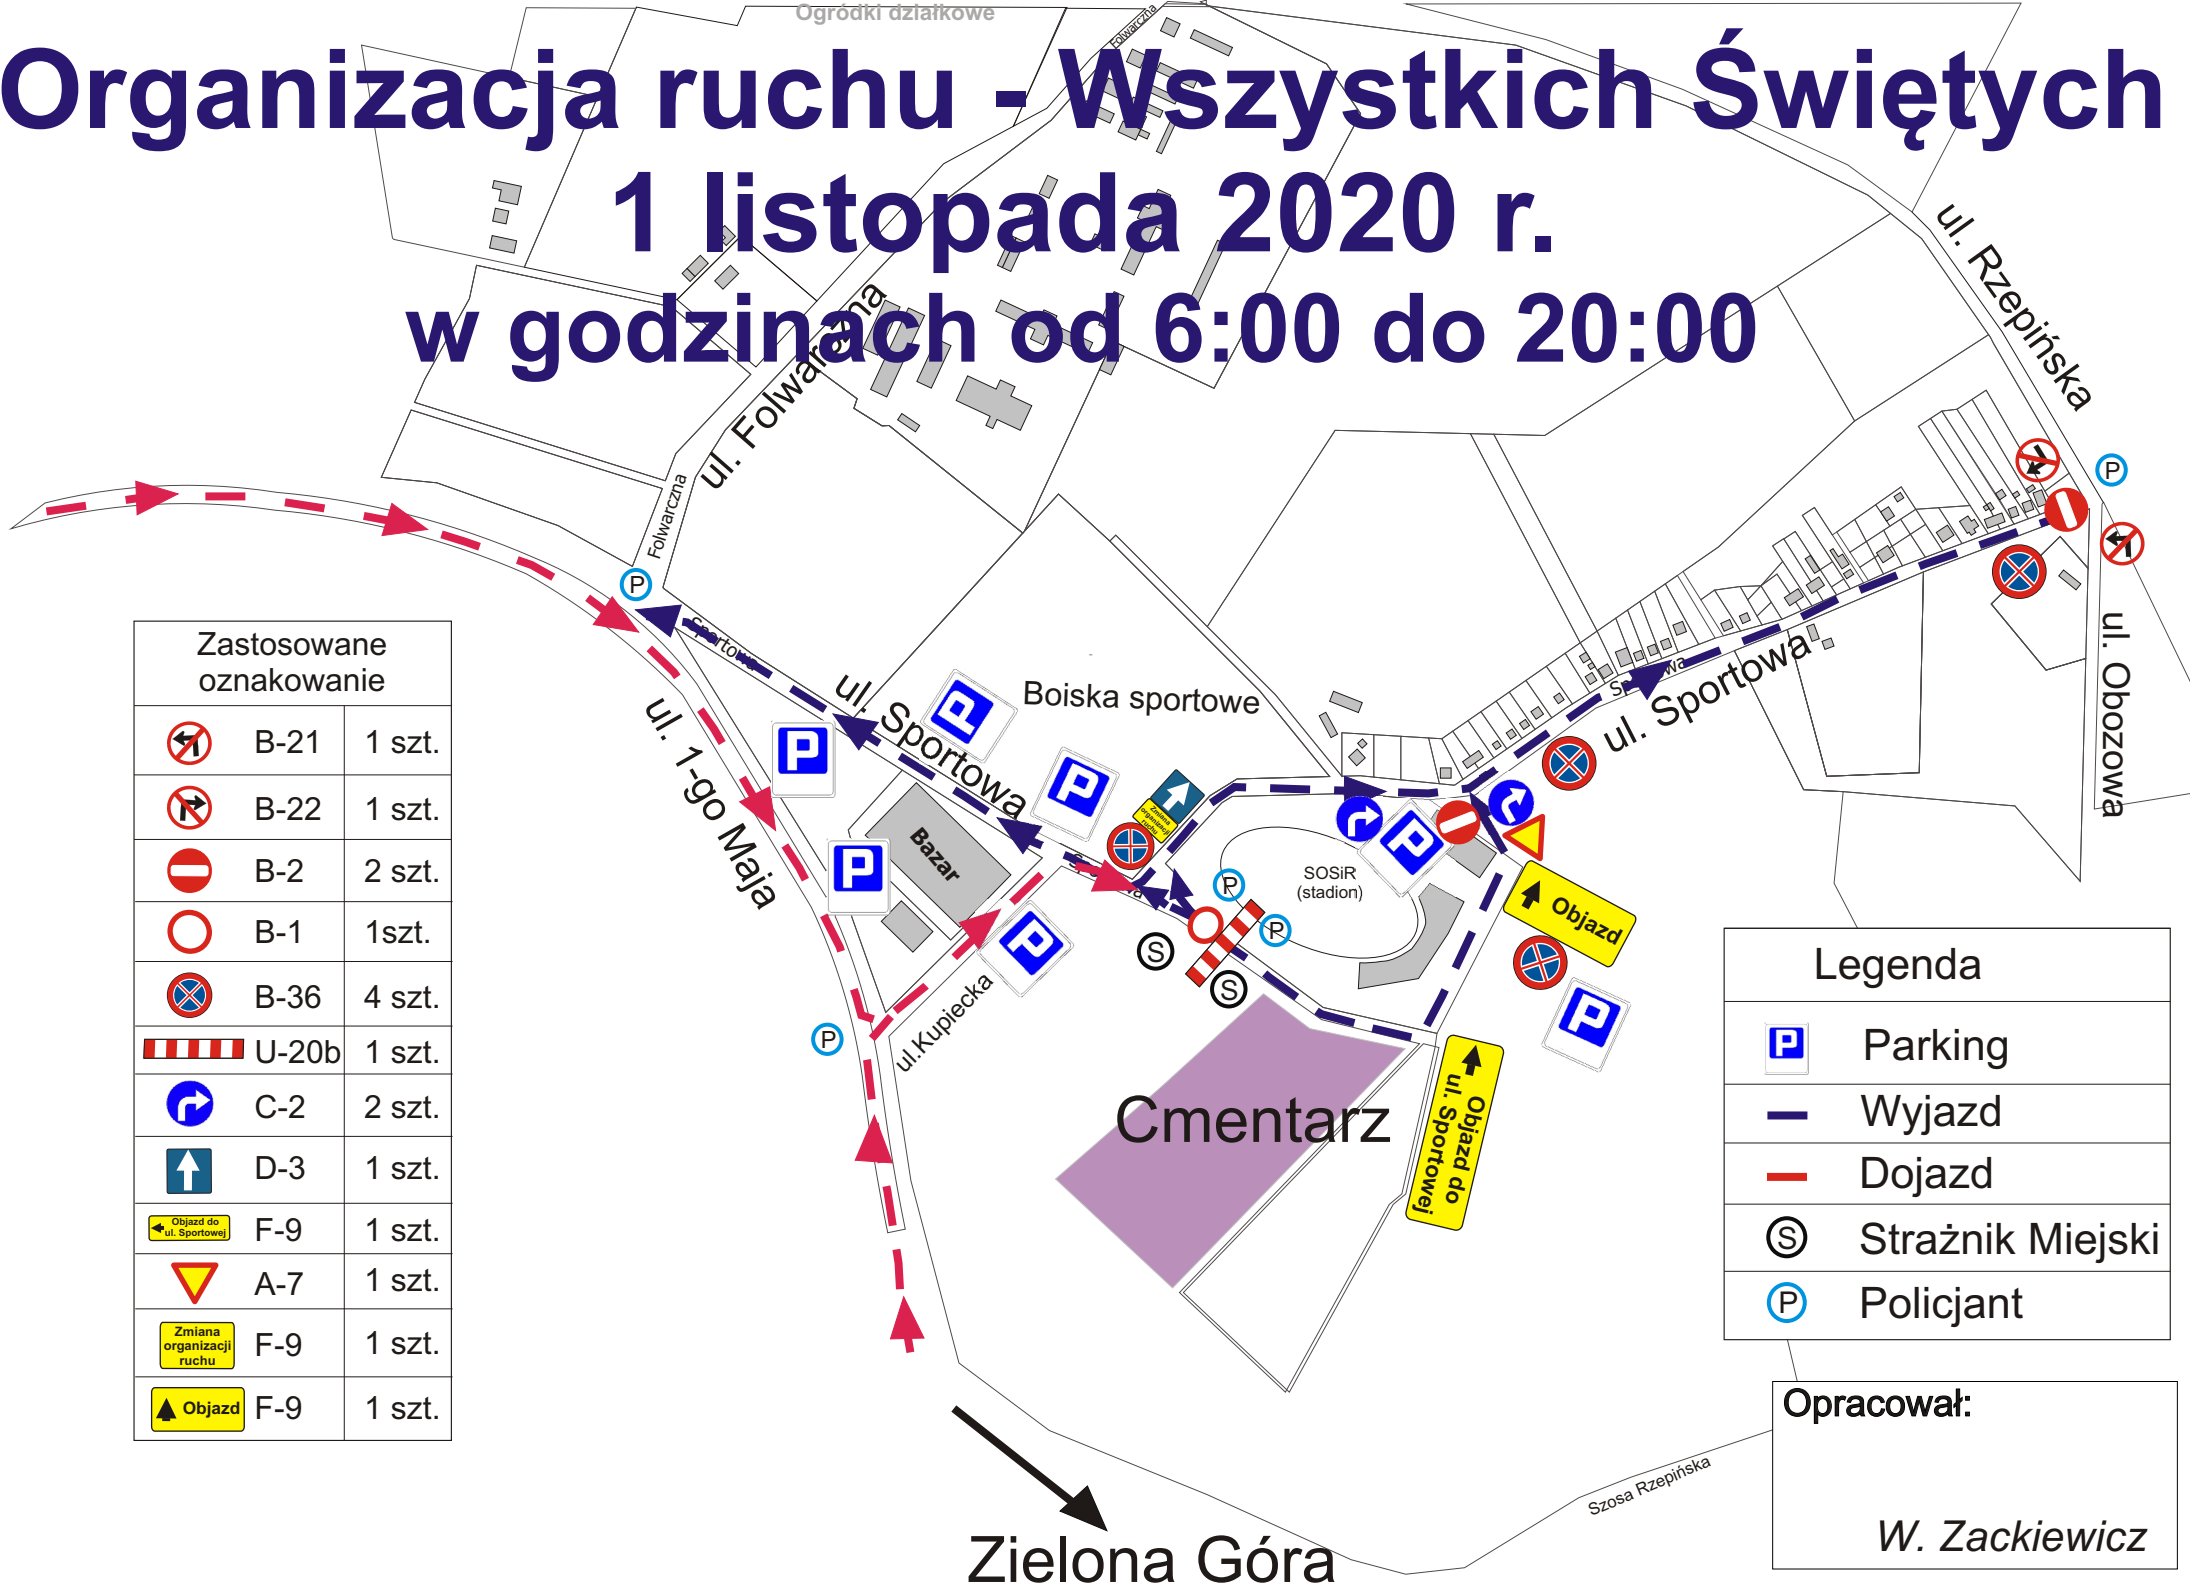 Ogródki działkowe
Organizacja ruchu - Wszystkich Świętych
1 listopada 2020 r.
w godzinach od 6:00 do 20:00
Folwarczna
ul. Folwarczna
Folwarczna
ul. Rzepińska
P
P
Sportowa
ul. Sportowa
P
P
Boiska sportowe
P
ul. 1-go Maja
Bazar
P
P
ul.Kupiecka
P
Zmiana
organizacji
ruchu
P
P
S
S
SOSiR
(stadion)
P
Objazd
P
ul. Sportowa
ul. Obozowa
Cmentarz
Objazd do
ul. Sportowej
Zielona Góra
Szosa Rzepińska
Zastosowane
oznakowanie
B-21 1 szt.
B-22 1 szt.
B-2 2 szt.
B-1 1szt.
B-36 4 szt.
U-20b 1 szt.
C-2 2 szt.
D-3 1 szt.
Objazd do
ul. Sportowej
F-9 1 szt.
A-7 1 szt.
Zmiana
organizacji
ruchu
F-9 1 szt.
Objazd F-9 1 szt.
Legenda
P Parking
Wyjazd
Dojazd
S Strażnik Miejski
P Policjant
Opracował:
W. Zackiewicz